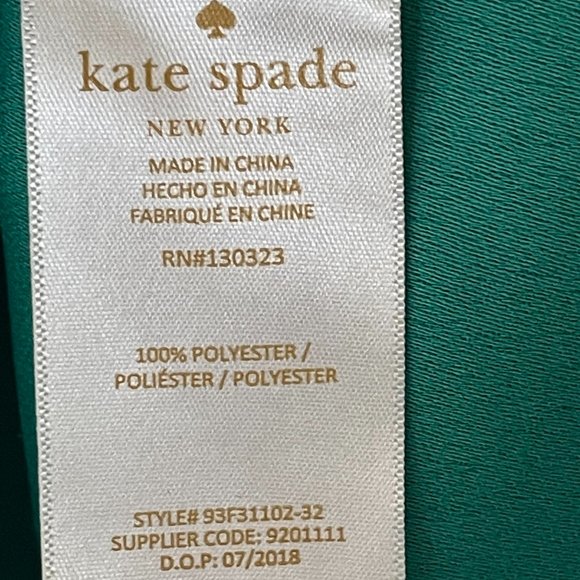 kate spade
NEW YORK
MADE IN CHINA
HECHO EN CHINA
FABRIQUÉ EN CHINE
RN#130323
100% POLYESTER /
POLIÉSTER / POLYESTER
STYLE# 93F31102-32
SUPPLIER CODE: 9201111
D.O.P: 07/2018